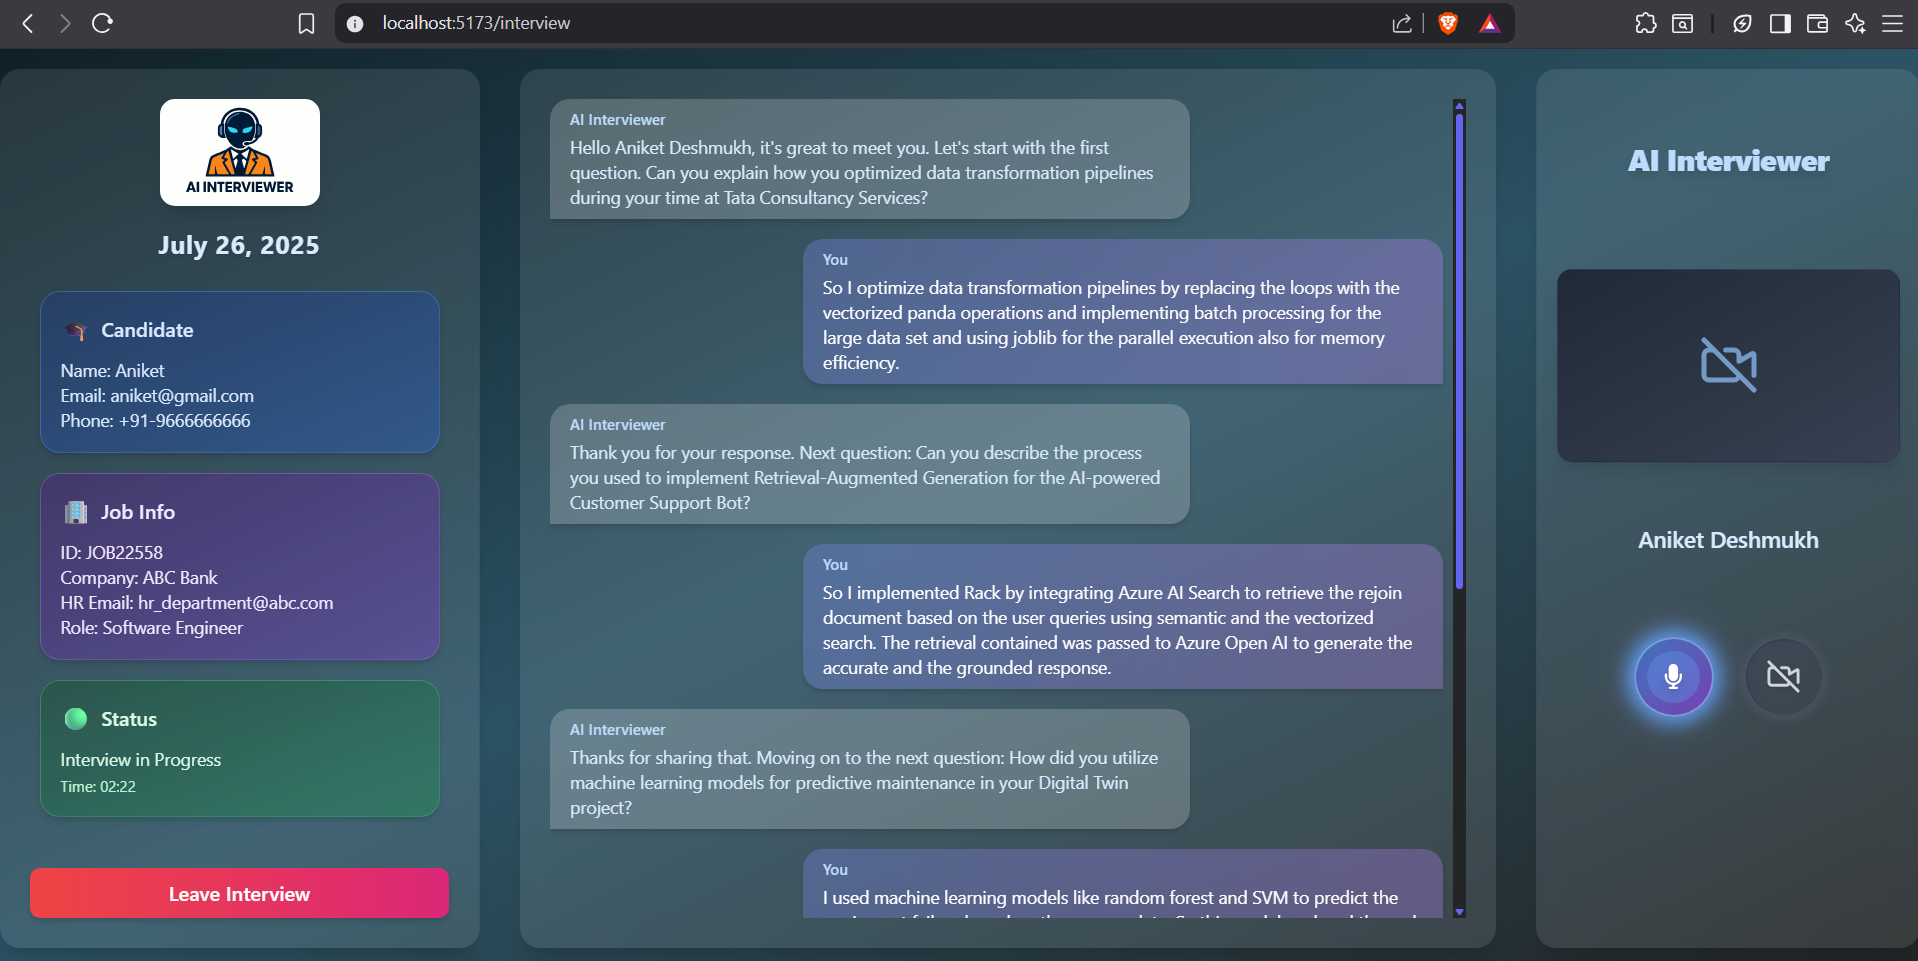 localhost:5173/interview
AI INTERVIEWER
July 26, 2025
Candidate
Name: Aniket
Email: aniket@gmail.com
Phone: +91-9666666666
Job Info
ID: JOB22558
Company: ABC Bank
HR Email: hr_department@abc.com
Role: Software Engineer
Status
Interview in Progress
Time: 02:22
Leave Interview
AI Interviewer
Hello Aniket Deshmukh, it's great to meet you. Let's start with the first
question. Can you explain how you optimized data transformation pipelines
during your time at Tata Consultancy Services?
You
So I optimize data transformation pipelines by replacing the loops with the
vectorized panda operations and implementing batch processing for the
large data set and using joblib for the parallel execution also for memory
efficiency.
AI Interviewer
Thank you for your response. Next question: Can you describe the process
you used to implement Retrieval-Augmented Generation for the AI-powered
Customer Support Bot?
You
So I implemented Rack by integrating Azure AI Search to retrieve the rejoin
document based on the user queries using semantic and the vectorized
search. The retrieval contained was passed to Azure Open AI to generate the
accurate and the grounded response.
AI Interviewer
Thanks for sharing that. Moving on to the next question: How did you utilize
machine learning models for predictive maintenance in your Digital Twin
project?
You
I used machine learning models like random forest and SVM to predict the
AI Interviewer
Aniket Deshmukh